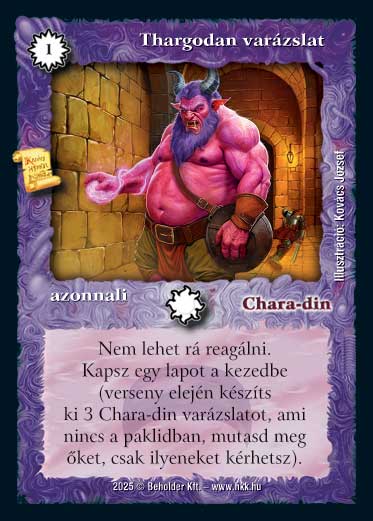 Thargodan varázslat
1
Illusztráció: Kovács József
azonnali
Chara-din
Nem lehet rá reagálni.
Kapsz egy lapot a kezedbe
(verseny elején készíts
ki 3 Chara-din varázslatot, ami
nincs a paklidban, mutasd meg
őket, csak ilyeneket kérhetsz).
2025 © Beholder Kft. – www.hkk.hu